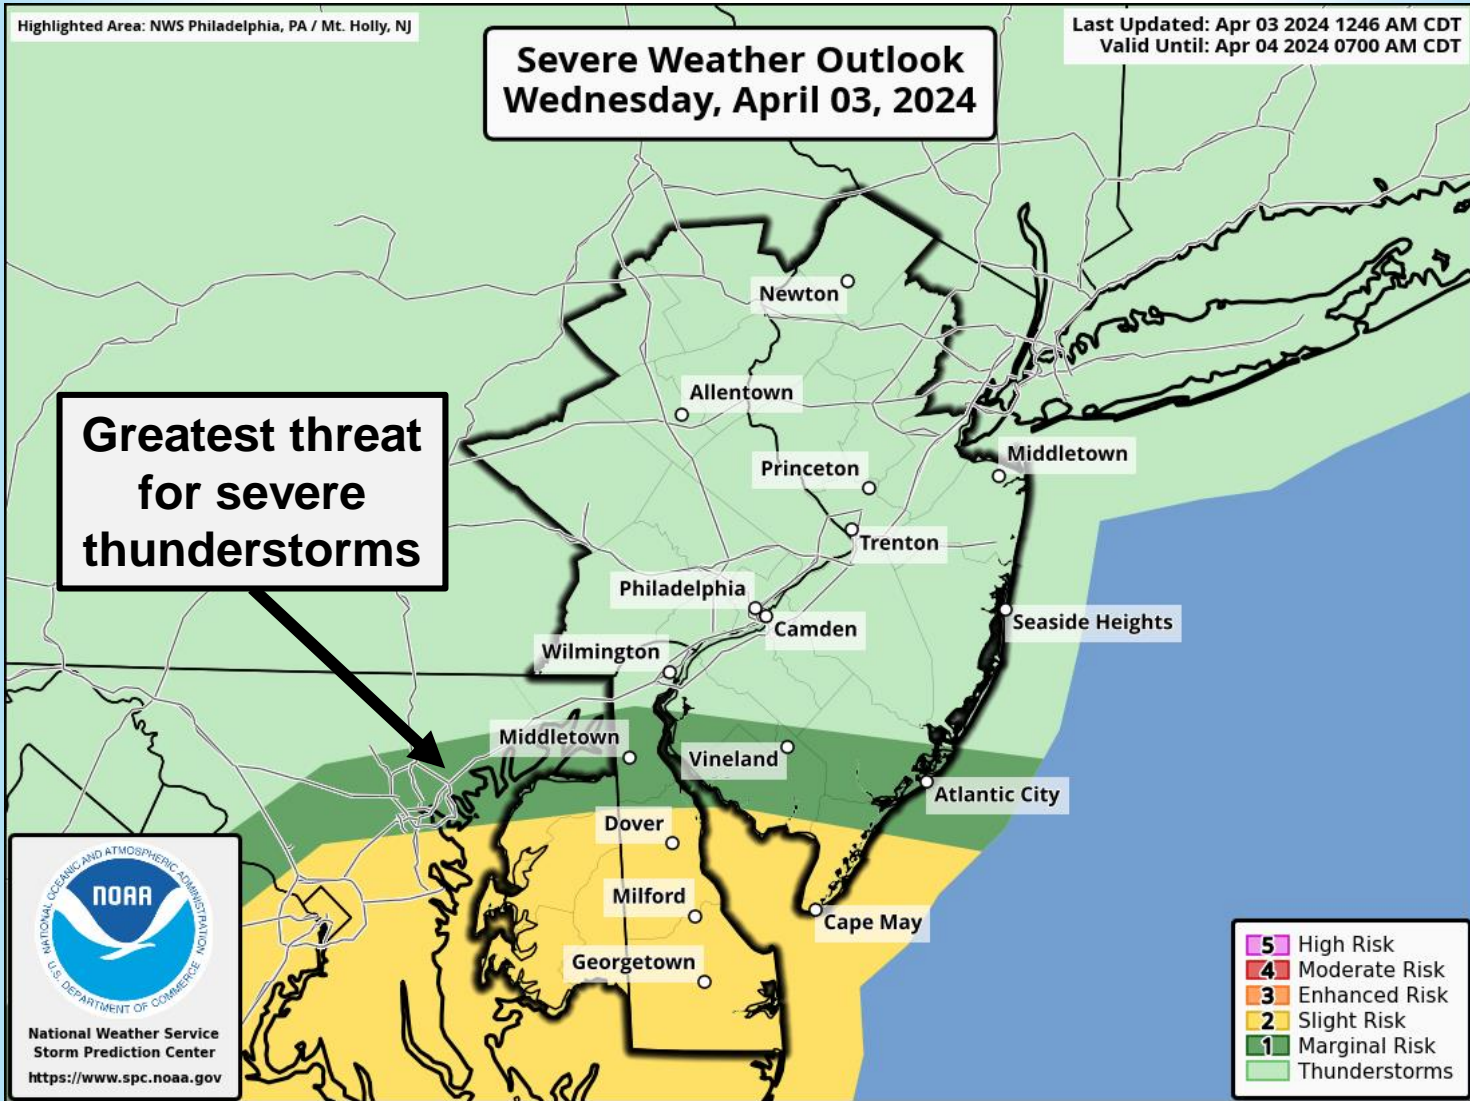 Highlighted Area: NWS Philadelphia, PA / Mt. Holly, NJ
Severe Weather Outlook
Wednesday, April 03, 2024
Last Updated: Apr 03 2024 1246 AM CDT
Valid Until: Apr 04 2024 0700 AM CDT
Newton
Allentown
Greatest threat
for severe
thunderstorms
Princeton
Middletown
Trenton
Philadelphia
Camden
Seaside Heights
Wilmington
Middletown
Vineland
Atlantic City
Dover
Milford
Cape May
Georgetown
NATIONAL OCEANIC AND ATMOSPHERIC ADMINISTRATION
NOAA
U.S. DEPARTMENT OF COMMERCE
National Weather Service
Storm Prediction Center
https://www.spc.noaa.gov
5 High Risk
4 Moderate Risk
3 Enhanced Risk
2 Slight Risk
1 Marginal Risk
Thunderstorms